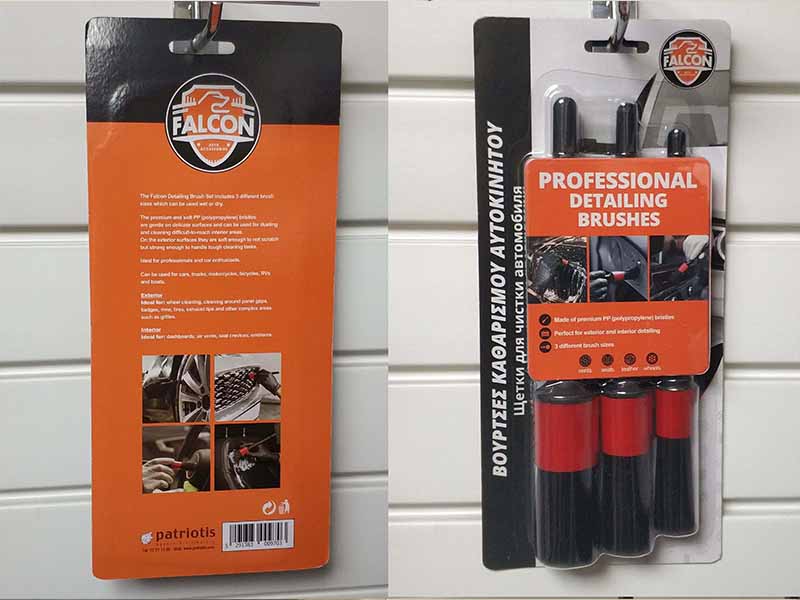 FALCON
AUTO ACCESSORIES
The Falcon Detailing Brush Set includes 3 different brush
sizes which can be used wet or dry.
The premium and soft PP (polypropylene) bristles
are gentle on delicate surfaces and can be used for dusting
and cleaning difficult-to-reach interior areas.
On the exterior surfaces they are soft enough to not scratch
but strong enough to handle tough cleaning tasks.
Ideal for professionals and car enthusiasts.
Can be used for cars, trucks, motorcycles, bicycles, RVs
and boats.
Exterior
Ideal for: wheel cleaning, cleaning around panel gaps,
badges, rims, tires, exhaust tips and other complex areas
such as grilles.
Interior
Ideal for: dashboards, air vents, seat crevices, emblems
patriotis
FALCON
ΒΟΥΡΤΣΕΣ ΚΑΘΑΡΙΣΜΟΥ ΑΥΤΟΚΙΝΗΤΟΥ
Щетки для чистки автомобиля
PROFESSIONAL
DETAILING
BRUSHES
Made of premium PP (polypropylene) bristles
Perfect for exterior and interior detailing
3 different brush sizes
vents seats leather wheels